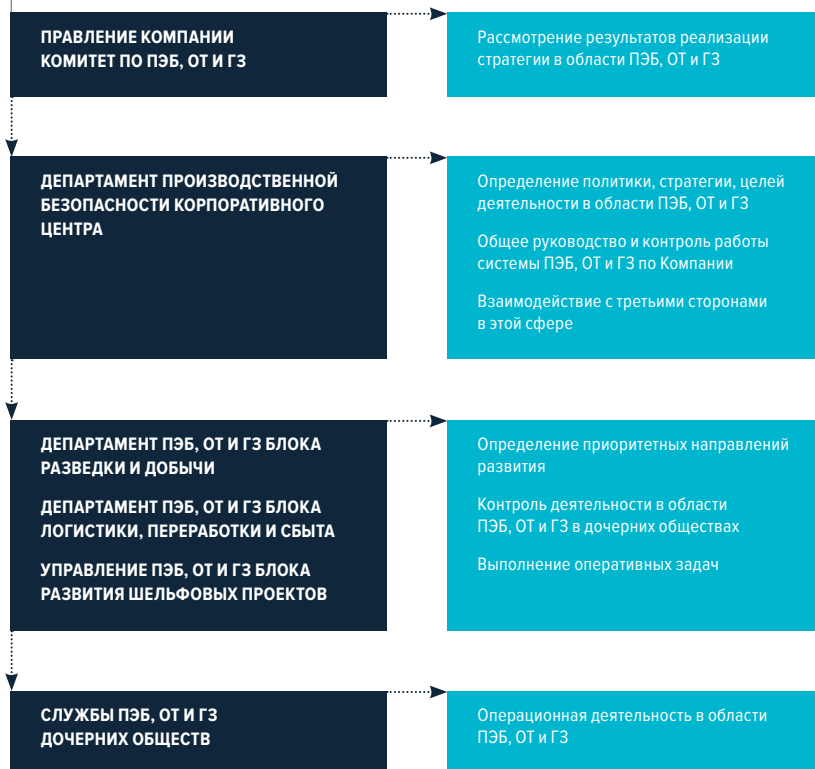 ПРАВЛЕНИЕ КОМПАНИИ
КОМИТЕТ ПО ПЭБ, ОТ И ГЗ
Рассмотрение результатов реализации
стратегии в области ПЭБ, ОТ и ГЗ
ДЕПАРТАМЕНТ ПРОИЗВОДСТВЕННОЙ
БЕЗОПАСНОСТИ КОРПОРАТИВНОГО
ЦЕНТРА
Определение политики, стратегии, целей
деятельности в области ПЭБ, ОТ и ГЗ
Общее руководство и контроль работы
системы ПЭБ, ОТ и ГЗ по Компании
Взаимодействие с третьими сторонами
в этой сфере
ДЕПАРТАМЕНТ ПЭБ, ОТ И ГЗ БЛОКА
РАЗВЕДКИ И ДОБЫЧИ
ДЕПАРТАМЕНТ ПЭБ, ОТ И ГЗ БЛОКА
ЛОГИСТИКИ, ПЕРЕРАБОТКИ И СБЫТА
УПРАВЛЕНИЕ ПЭБ, ОТ И ГЗ БЛОКА
РАЗВИТИЯ ШЕЛЬФОВЫХ ПРОЕКТОВ
Определение приоритетных направлений
развития
Контроль деятельности в области
ПЭБ, ОТ и ГЗ в дочерних обществах
Выполнение оперативных задач
СЛУЖБЫ ПЭБ, ОТ И ГЗ
ДОЧЕРНИХ ОБЩЕСТВ
Операционная деятельность в области
ПЭБ, ОТ и ГЗ